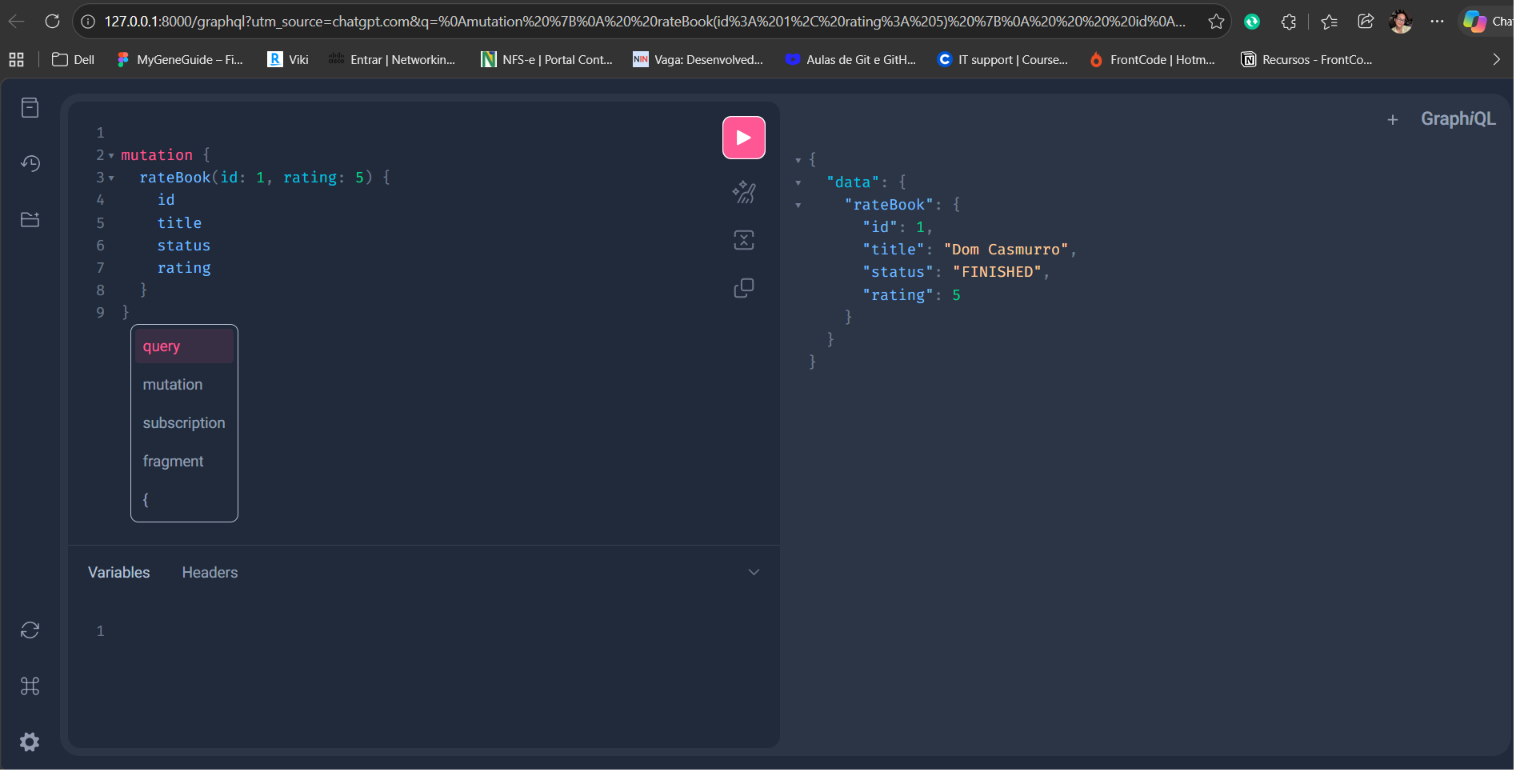 127.0.0.1:8000/graphql?utm_source=chatgpt.com&q=%0Amutation%20%7B%0A%20%20rateBook(id%3A%201%2C%20rating%3A%205)%20%7B%0A%20%20%20%20id%0A...
Cha
Dell
MyGeneGuide – Fi...
R Viki
Entrar | Networkin...
NFS-e | Portal Cont...
NIN Vaga: Desenvolved...
Aulas de Git e GitH...
C IT support | Course...
FrontCode | Hotm...
Recursos - FrontCo...
+ GraphiQL
1
2 mutation {
3 rateBook(id: 1, rating: 5) {
4 id
5 title
6 status
7 rating
8 }
9 }
query
mutation
subscription
fragment
{
{
"data": {
"rateBook": {
"id": 1,
"title": "Dom Casmurro",
"status": "FINISHED",
"rating": 5
}
}
}
Variables Headers
1